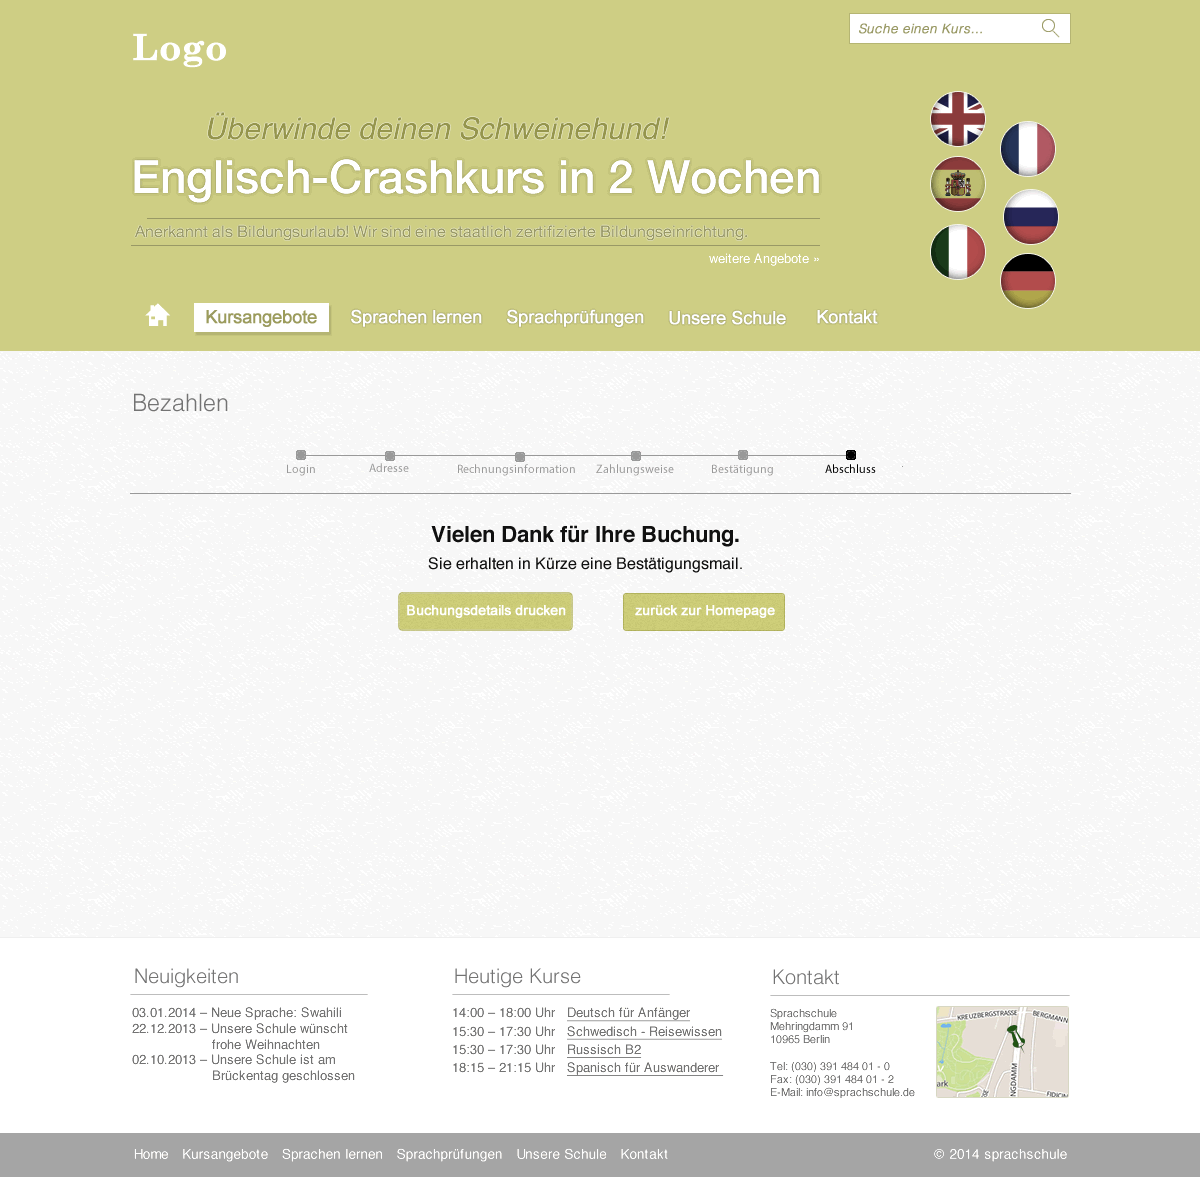 Logo
Suche einen Kurs...
Überwinde deinen Schweinehund!
Englisch-Crashkurs in 2 Wochen
Anerkannt als Bildungsurlaub! Wir sind eine staatlich zertifizierte Bildungseinrichtung.
weitere Angebote »
Kursangebote Sprachen lernen Sprachprüfungen Unsere Schule Kontakt
Bezahlen
Login Adresse Rechnungsinformation Zahlungsweise Bestätigung Abschluss
Vielen Dank für Ihre Buchung.
Sie erhalten in Kürze eine Bestätigungsmail.
Buchungsdetails drucken zurück zur Homepage
Neuigkeiten
03.01.2014 – Neue Sprache: Swahili
22.12.2013 – Unsere Schule wünscht
frohe Weihnachten
02.10.2013 – Unsere Schule ist am
Brückentag geschlossen
Heutige Kurse
14:00 – 18:00 Uhr Deutsch für Anfänger
15:30 – 17:30 Uhr Schwedisch - Reisewissen
15:30 – 17:30 Uhr Russisch B2
18:15 – 21:15 Uhr Spanisch für Auswanderer
Kontakt
Sprachschule
Mehringdamm 91
10965 Berlin
Tel: (030) 391 484 01 - 0
Fax: (030) 391 484 01 - 2
E-Mail: info@sprachschule.de
KREUZBERGSTRASSE
BERGMANN
ark
NGDAMM
FIDICIN
Home Kursangebote Sprachen lernen Sprachprüfungen Unsere Schule Kontakt
© 2014 sprachschule